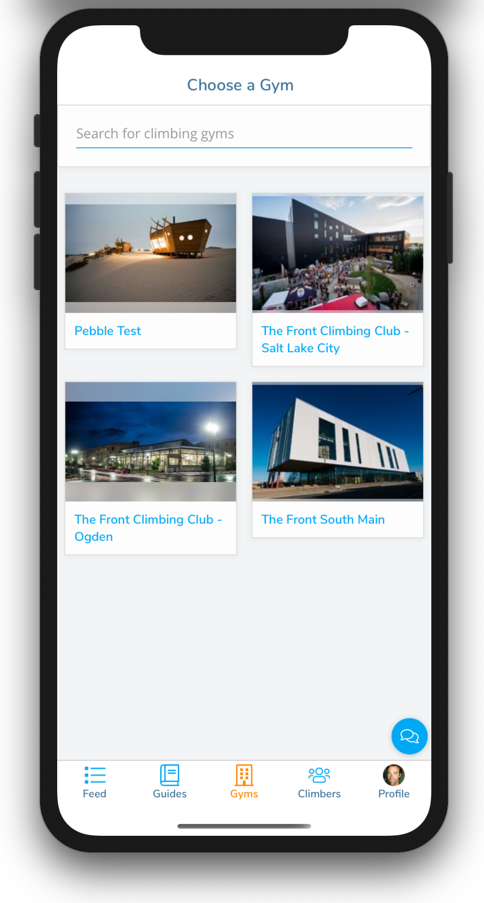 Choose a Gym
Search for climbing gyms
Pebble Test
The Front Climbing Club -
Salt Lake City
The Front Climbing Club -
Ogden
The Front South Main
Feed
Guides
Gyms
Climbers
Profile